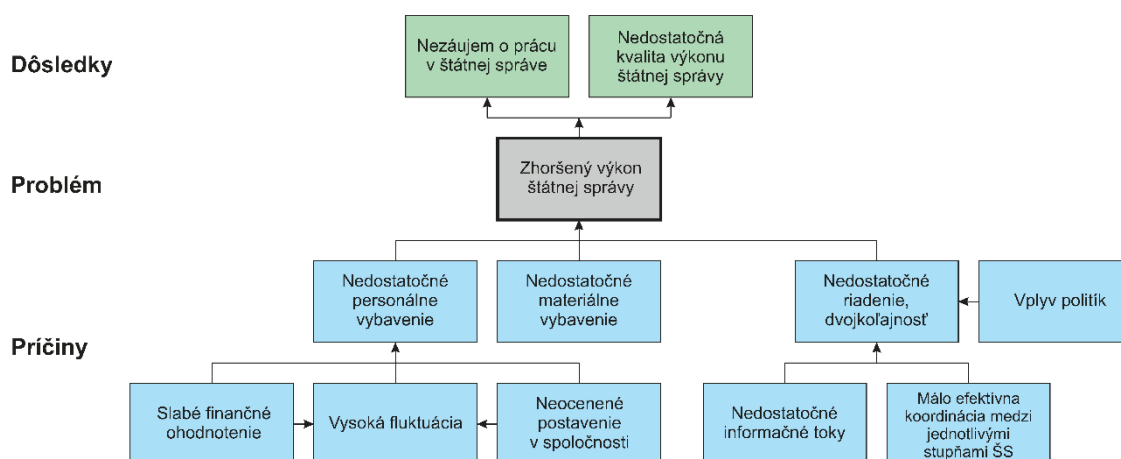 Dôsledky
Nezáujem o prácu
v štátnej správe
Nedostatočná
kvalita výkonu
štátnej správy
Problém
Zhoršený výkon
štátnej správy
Príčiny
Nedostatočné
personálne
vybavenie
Nedostatočné
materiálne
vybavenie
Nedostatočné
riadenie,
dvojkoľajnosť
Vplyv politík
Slabé finančné
ohodnotenie
Vysoká fluktuácia
Neocenené
postavenie
v spoločnosti
Nedostatočné
informačné toky
Málo efektivna
koordinácia medzi
jednotlivými
stupňami ŠS